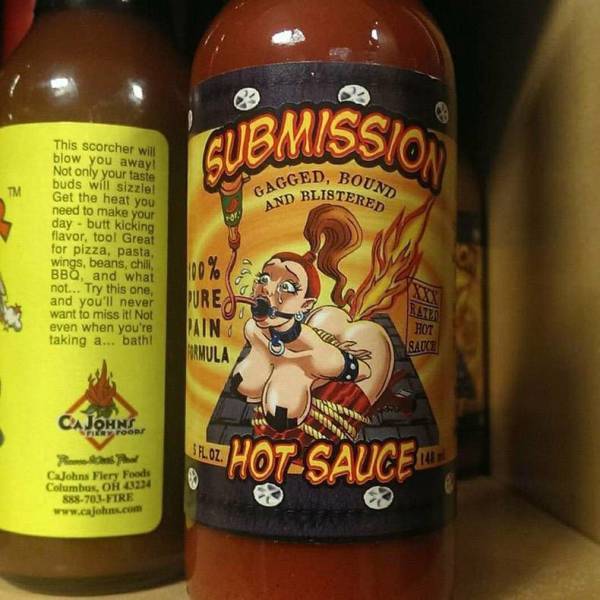 This scorcher will
blow you away!
Not only your taste
buds will sizzle!
Get the heat you
need to make your
day - butt kicking
flavor, too! Great
for pizza, pasta,
wings, beans, chili,
BBQ, and what
not... Try this one,
and you'll never
want to miss it! Not
even when you're
taking a... bath!
CAJOHNS
FIERY FOODS
CaJohns Fiery Foods
Columbus, OH 43224
888-703-FIRE
www.cajohns.com
TM
SUBMISSION
GAGGED, BOUND
AND BLISTERED
100%
PURE
PAIN
FORMULA
XXX
RATED
HOT
SAUCE
5 FL. OZ.
HOT SAUCE
148 ml